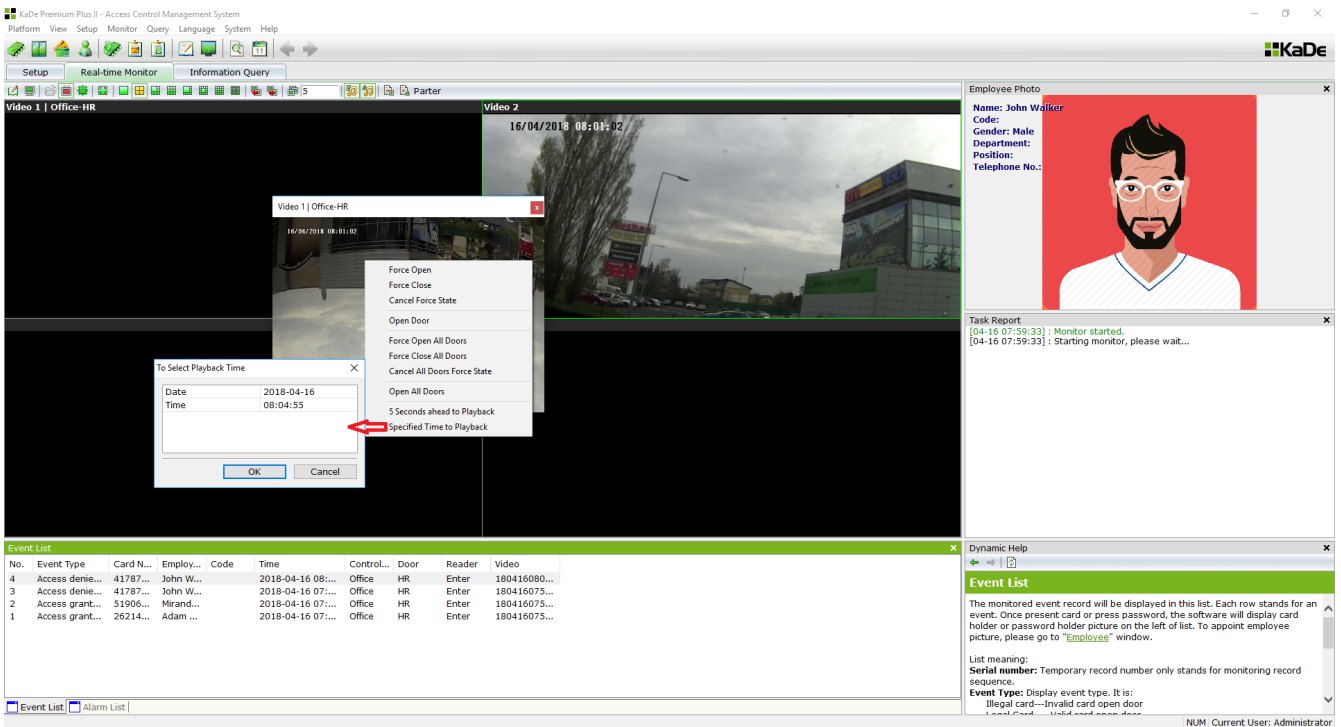 KaDe Premium Plus II - Access Control Management System
Platform View Setup Monitor Query Language System Help
KaDe
Setup Real-time Monitor Information Query
5 Parter
Video 1 | Office-HR
Video 2
16/04/2018 08:01:02
Video 1 | Office-HR
16/04/2018 08:01:02
Force Open
Force Close
Cancel Force State
Open Door
Force Open All Doors
Force Close All Doors
Cancel All Doors Force State
Open All Doors
5 Seconds ahead to Playback
Specified Time to Playback
To Select Playback Time
Date 2018-04-16
Time 08:04:55
OK Cancel
Employee Photo
Name: John Walker
Code:
Gender: Male
Department:
Position:
Telephone No.:
Task Report
[04-16 07:59:33] : Monitor started.
[04-16 07:59:33] : Starting monitor, please wait...
Event List
No. Event Type Card N... Employ... Code Time Control... Door Reader Video
4 Access denie... 41787... John W... 2018-04-16 08:... Office HR Enter 180416080...
3 Access denie... 41787... John W... 2018-04-16 07:... Office HR Enter 180416075...
2 Access grant... 51906... Mirand... 2018-04-16 07:... Office HR Enter 180416075...
1 Access grant... 26214... Adam ... 2018-04-16 07:... Office HR Enter 180416075...
Event List Alarm List
Dynamic Help
Event List
The monitored event record will be displayed in this list. Each row stands for an
event. Once present card or press password, the software will display card
holder or password holder picture on the left of list. To appoint employee
picture, please go to "Employee" window.
List meaning:
Serial number: Temporary record number only stands for monitoring record
sequence.
Event Type: Display event type. It is:
Illegal card---Invalid card open door
Legal Card----Valid card open door
NUM Current User: Administrator